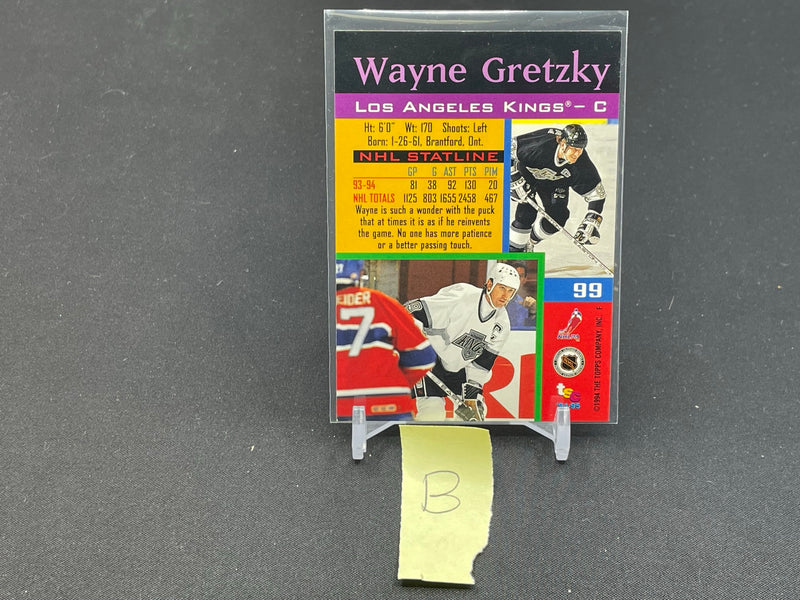 Wayne Gretzky
LOS ANGELES KINGS® – C
Ht: 6'0" Wt: 170 Shoots: Left
Born: 1-26-61, Brantford, Ont.
NHL STATLINE
GP G AST PTS PIM
93-94 81 38 92 130 20
NHL TOTALS 1125 803 1655 2458 467
Wayne is such a wonder with the puck
that at times it is as if he reinvents
the game. No one has more patience
or a better passing touch.
99
EIDER
7
KINGS
©1994 THE TOPPS COMPANY, INC. F
B